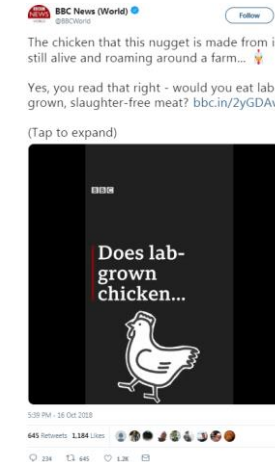 BBC News (World)
@BBCWorld
Follow
The chicken that this nugget is made from i
still alive and roaming around a farm...
Yes, you read that right - would you eat lab
grown, slaughter-free meat? bbc.in/2yGDAv
(Tap to expand)
BBC
Does lab-
grown
chicken...
5:39 PM - 16 Oct 2018
645 Retweets 1,184 Likes
234 645 1.2K